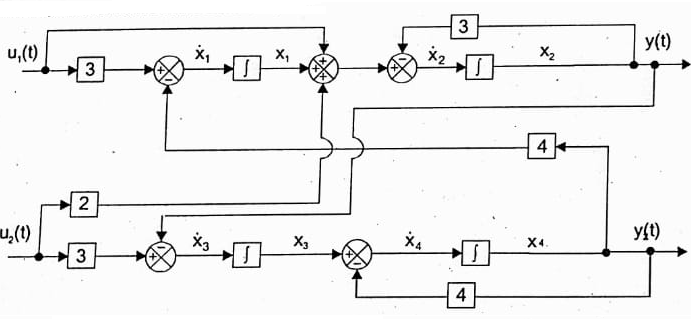 3
u₁(t) 3 + − ẋ₁ ∫ x₁ + + + + − ẋ₂ ∫ x₂ y(t)
4
2
u₂(t) 3 + − ẋ₃ ∫ x₃ + − ẋ₄ ∫ x₄ y₂(t)
4